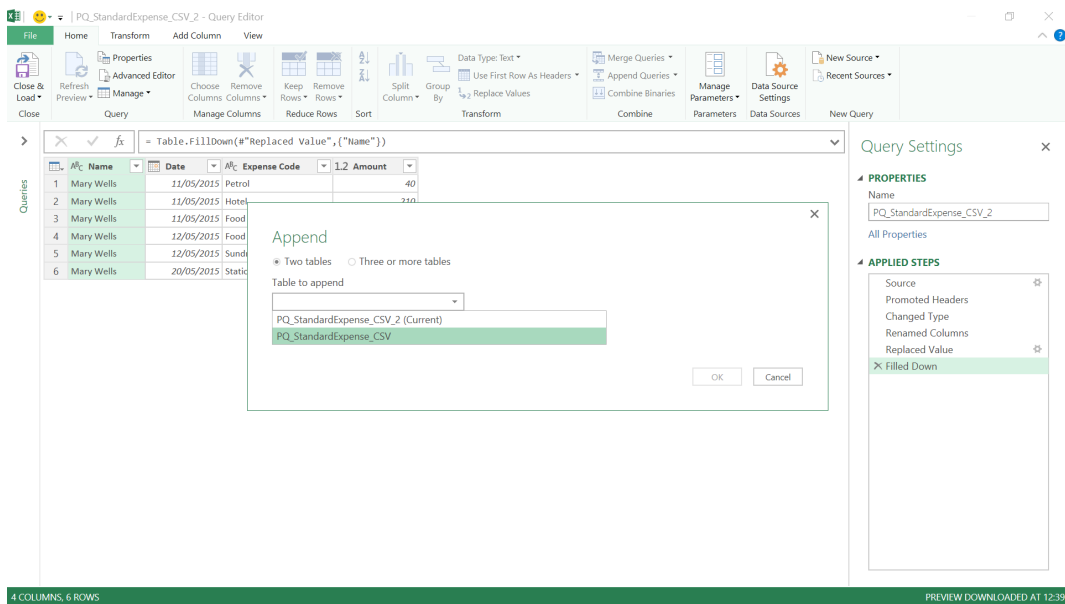 PQ_StandardExpense_CSV_2 - Query Editor
File Home Transform Add Column View
Close & Load
Refresh Preview
Properties
Advanced Editor
Manage
Choose Columns
Remove Columns
Keep Rows
Remove Rows
Split Column
Group By
Data Type: Text
Use First Row As Headers
Replace Values
Merge Queries
Append Queries
Combine Binaries
Manage Parameters
Data Source Settings
New Source
Recent Sources
Close Query Manage Columns Reduce Rows Sort Transform Combine Parameters Data Sources New Query
fx = Table.FillDown(#"Replaced Value",{"Name"})
Queries
ABC Name Date ABC Expense Code 1.2 Amount
1 Mary Wells 11/05/2015 Petrol 40
2 Mary Wells 11/05/2015 Hotel 210
3 Mary Wells 11/05/2015 Food
4 Mary Wells 12/05/2015 Food
5 Mary Wells 12/05/2015 Sund
6 Mary Wells 20/05/2015 Static
Append
Two tables Three or more tables
Table to append
PQ_StandardExpense_CSV_2 (Current)
PQ_StandardExpense_CSV
OK Cancel
Query Settings
PROPERTIES
Name
PQ_StandardExpense_CSV_2
All Properties
APPLIED STEPS
Source
Promoted Headers
Changed Type
Renamed Columns
Replaced Value
Filled Down
4 COLUMNS, 6 ROWS PREVIEW DOWNLOADED AT 12:39